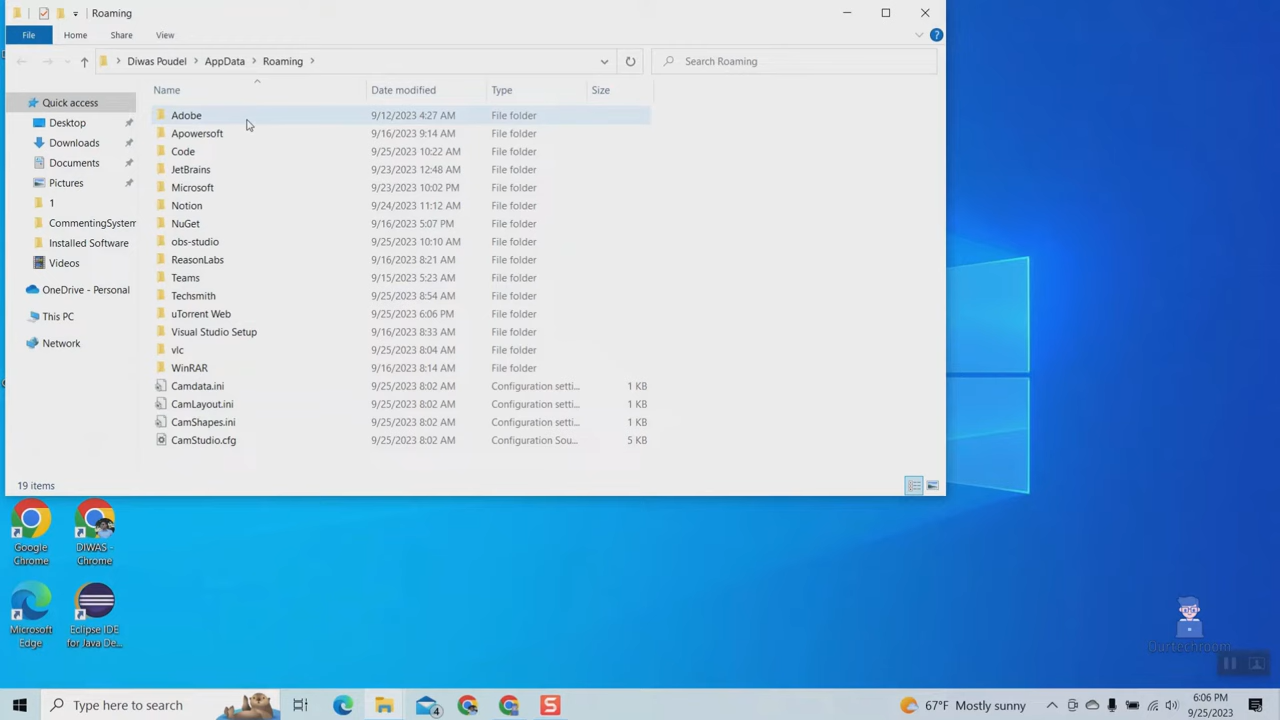 Roaming
File Home Share View
Diwas Poudel AppData Roaming
Search Roaming
Name Date modified Type Size
Quick access
Desktop
Downloads
Documents
Pictures
1
CommentingSystem
Installed Software
Videos
OneDrive - Personal
This PC
Network
Adobe 9/12/2023 4:27 AM File folder
Apowersoft 9/16/2023 9:14 AM File folder
Code 9/25/2023 10:22 AM File folder
JetBrains 9/23/2023 12:48 AM File folder
Microsoft 9/23/2023 10:02 PM File folder
Notion 9/24/2023 11:12 AM File folder
NuGet 9/16/2023 5:07 PM File folder
obs-studio 9/25/2023 10:10 AM File folder
ReasonLabs 9/16/2023 8:21 AM File folder
Teams 9/15/2023 5:23 AM File folder
Techsmith 9/25/2023 8:54 AM File folder
uTorrent Web 9/25/2023 6:06 PM File folder
Visual Studio Setup 9/16/2023 8:33 AM File folder
vlc 9/25/2023 8:04 AM File folder
WinRAR 9/16/2023 8:14 AM File folder
Camdata.ini 9/25/2023 8:02 AM Configuration setti... 1 KB
CamLayout.ini 9/25/2023 8:02 AM Configuration setti... 1 KB
CamShapes.ini 9/25/2023 8:02 AM Configuration setti... 1 KB
CamStudio.cfg 9/25/2023 8:02 AM Configuration Sou... 5 KB
19 items
Google
Chrome
DIWAS -
Chrome
Microsoft
Edge
Eclipse IDE
for Java De...
Ourtechroom
Type here to search
4
67°F Mostly sunny
6:06 PM
9/25/2023